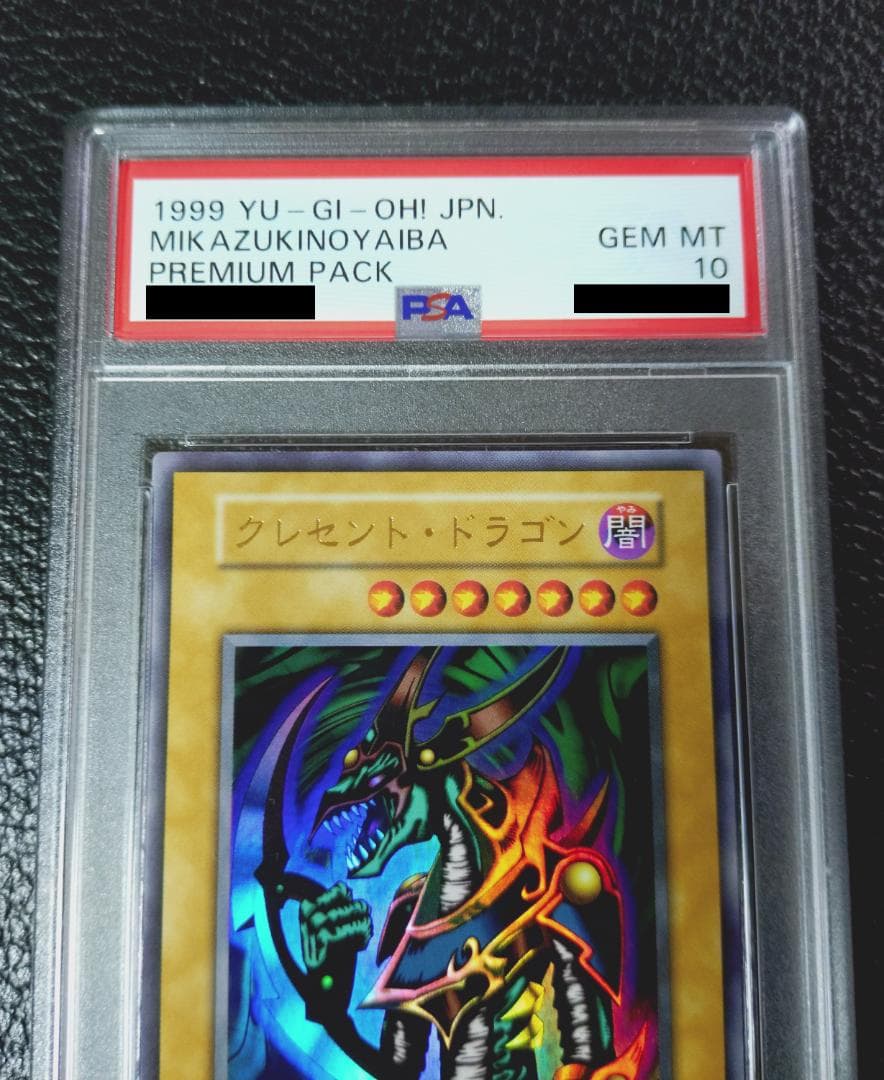 1999 YU-GI-OH! JPN.
MIKAZUKINOYAIBA
GEM MT
PREMIUM PACK
10
PSA
クレセント・ドラゴン
やみ
闇